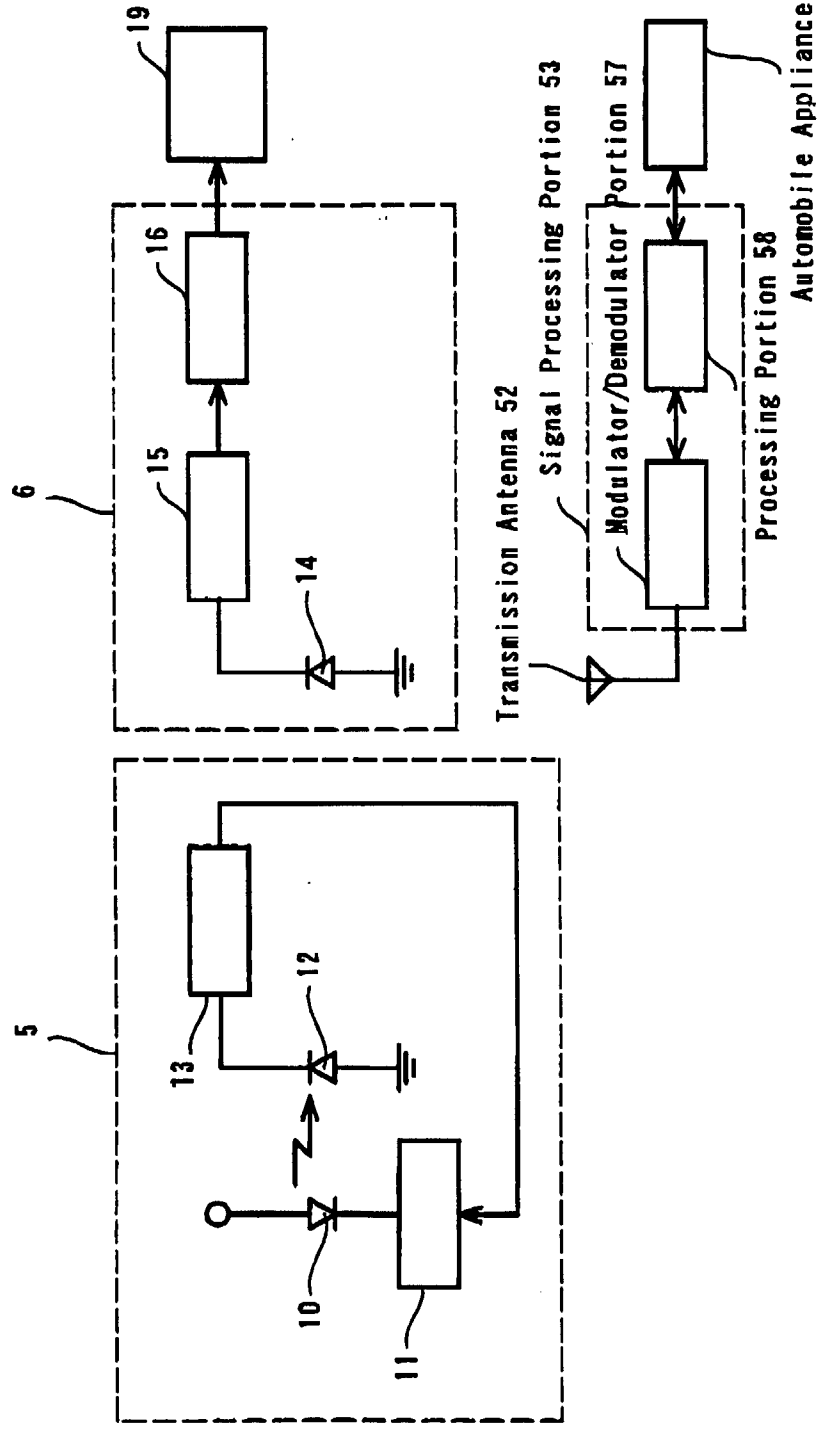 5
10
11
12
13
6
14
15
16
19
Transmission Antenna 52
Signal Processing Portion 53
Modulator/Demodulator Portion 57
Processing Portion 58
Automobile Appliance